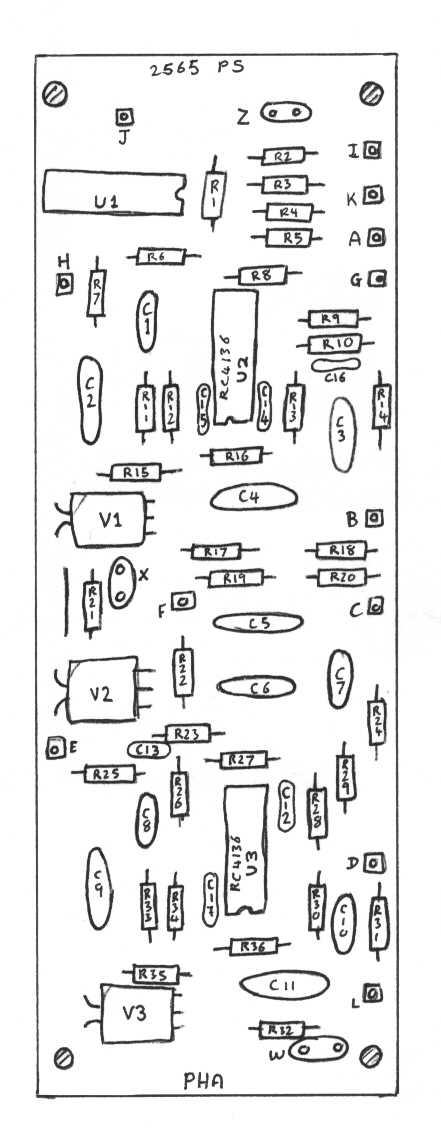 2565 PS
Z
J
I
R2
R3
K
U1
R1
R4
A
R5
R6
H
R7
R8
G
C1
RC4136
U2
R9
R10
C16
C2
R11
R12
C15
C14
R13
C3
R14
R16
R15
C4
V1
B
R17
R18
X
R19
R20
R21
F
C
C5
R22
V2
C6
C7
R24
R23
E
C13
R27
R25
R26
R29
C8
C12
R28
RC4136
U3
D
C9
R33
R34
C17
R30
C10
R31
R36
R35
C11
L
V3
R32
W
PHA